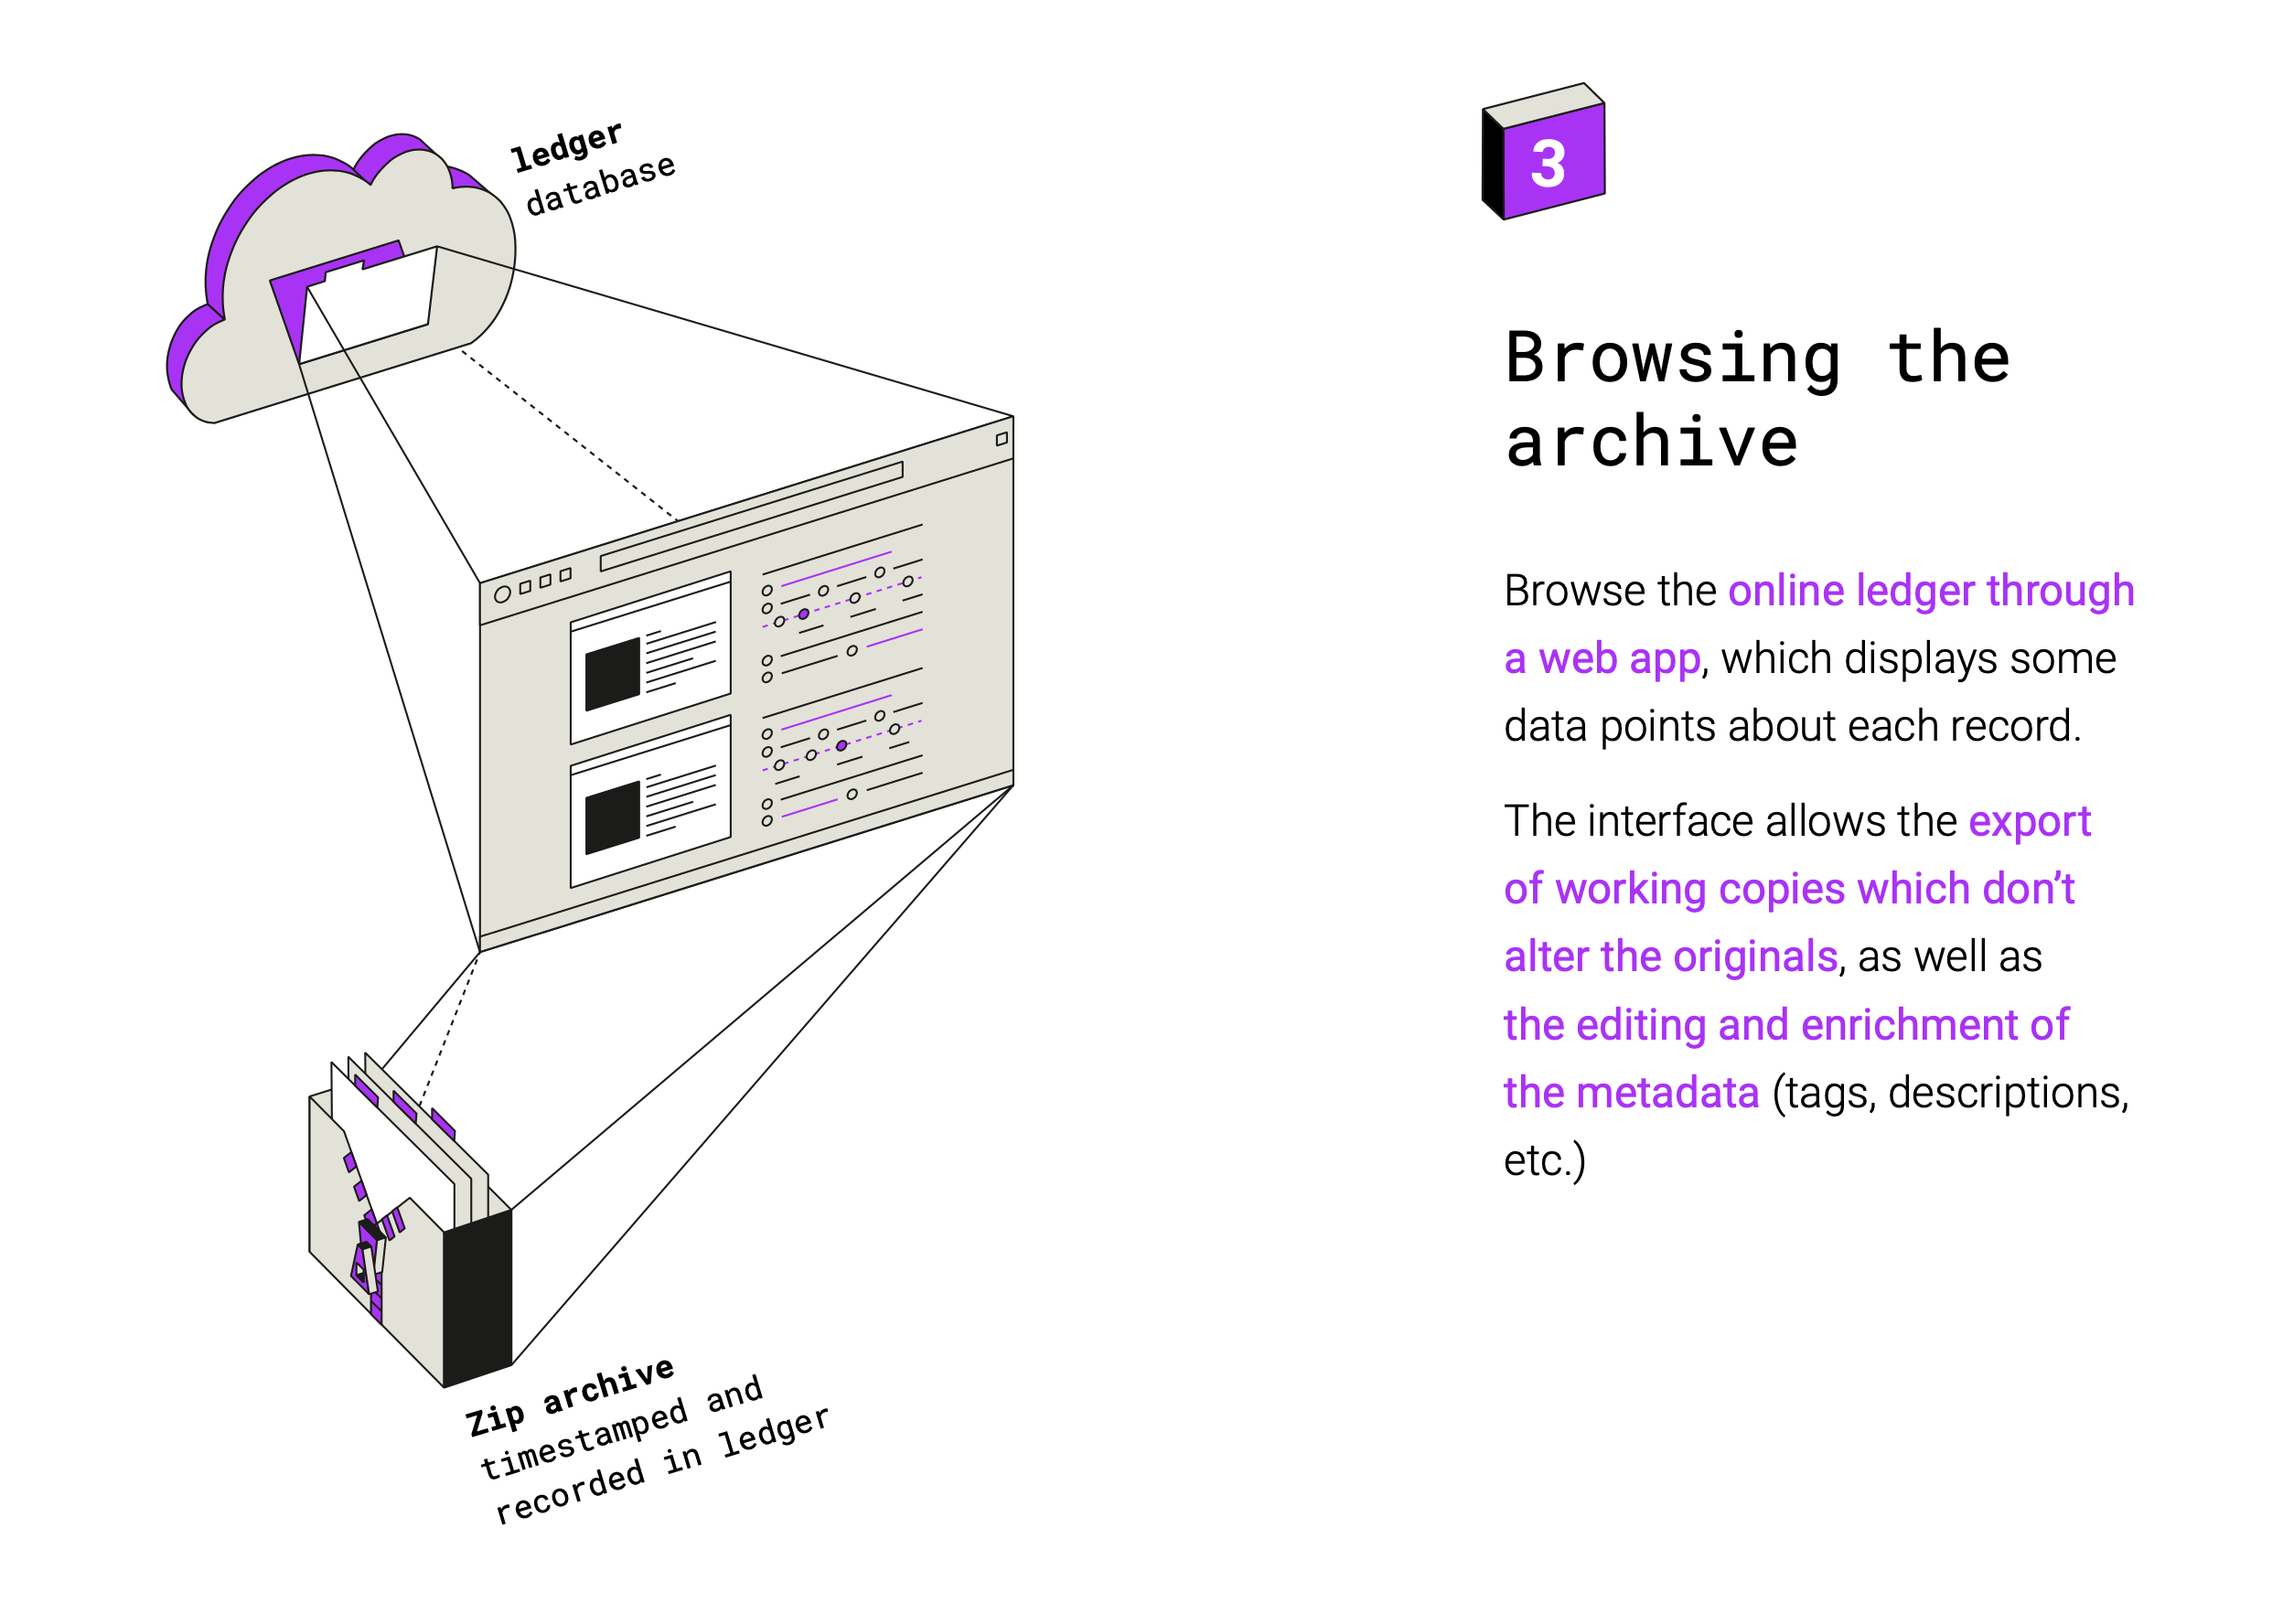 ledger
database
3
Browsing the
archive
Browse the online ledger through
a web app, which displays some
data points about each record.
The interface allows the export
of working copies which don’t
alter the originals, as well as
the editing and enrichment of
the metadata (tags, descriptions,
etc.)
Zip archive
timestamped and
recorded in ledger